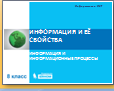 ИНФОРМАЦИЯ И ЕЁ
СВОЙСТВА
ИНФОРМАЦИЯ И
ИНФОРМАЦИОННЫЕ ПРОЦЕССЫ
8 класс